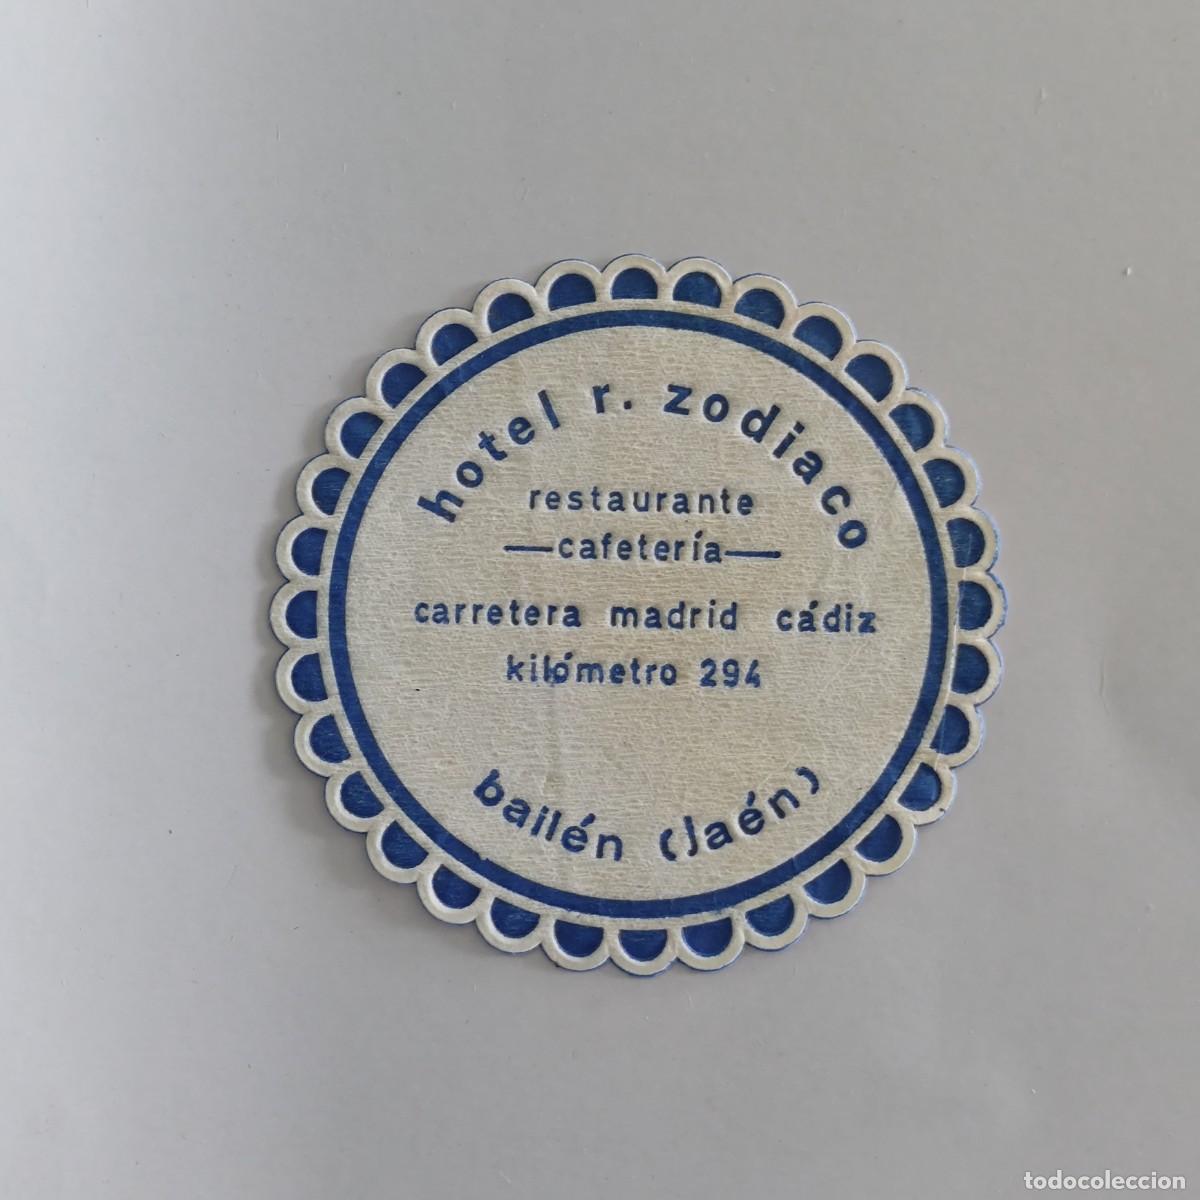 hotel r. zodiaco
restaurante
—cafetería—
carretera madrid cádiz
kilómetro 294
bailén (jaén)
todocoleccion